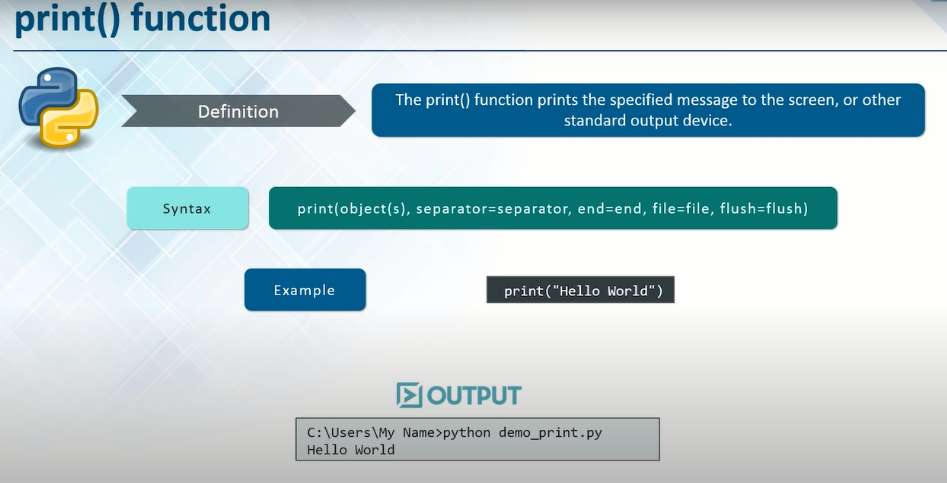 print() function
Definition
The print() function prints the specified message to the screen, or other
standard output device.
Syntax
print(object(s), separator=separator, end=end, file=file, flush=flush)
Example
print("Hello World")
OUTPUT
C:\Users\My Name>python demo_print.py
Hello World